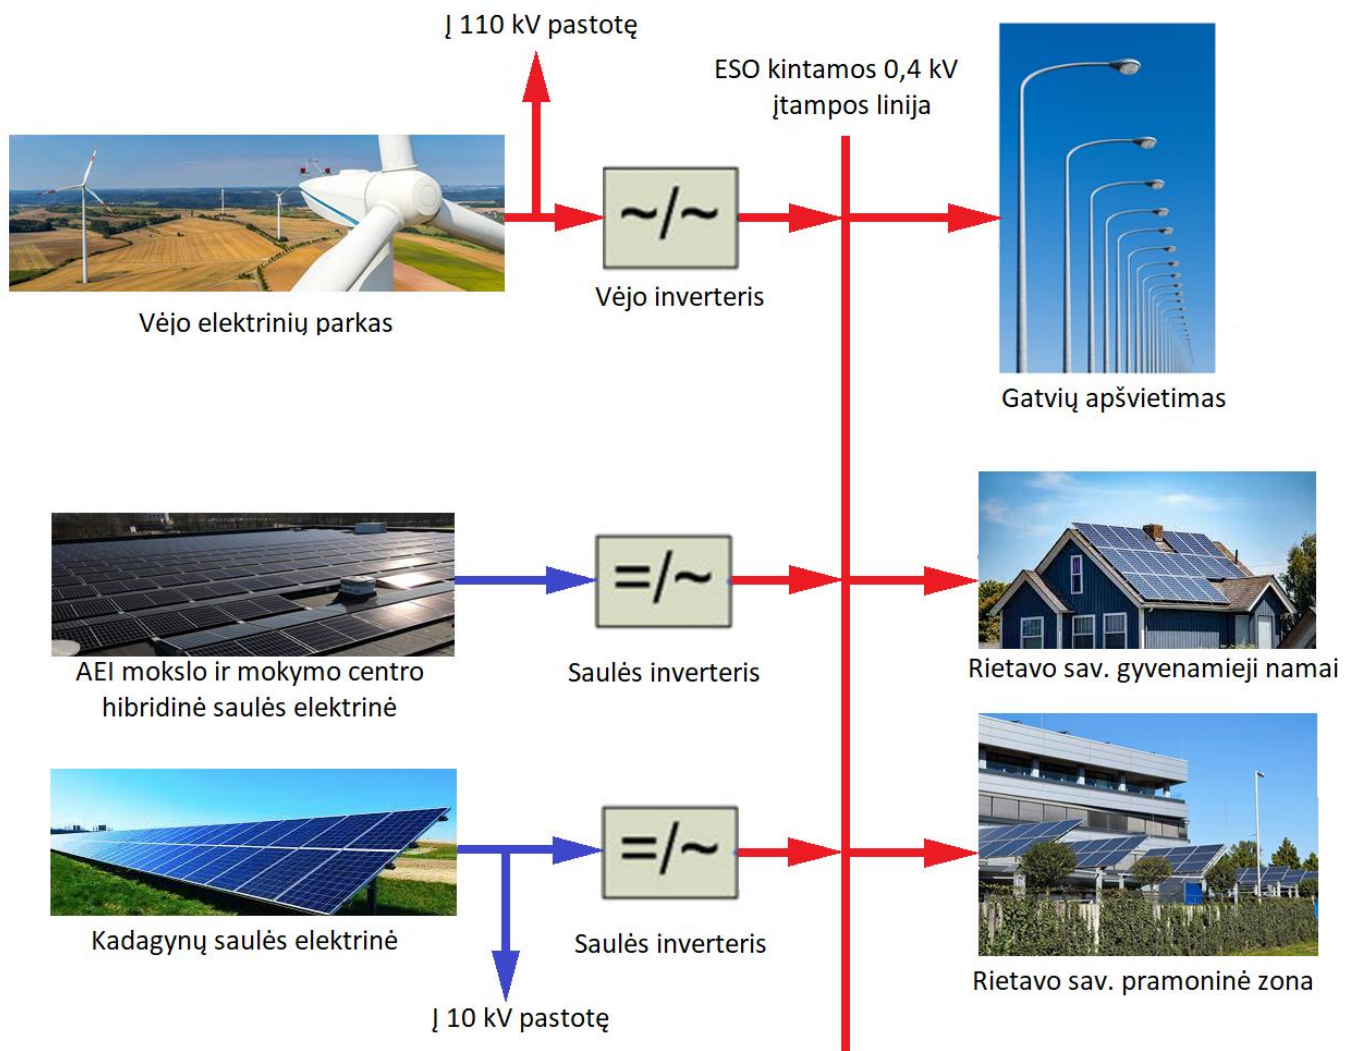 Į 110 kV pastotę
ESO kintamos 0,4 kV
įtampos linija
~/~
Vėjo inverteris
Vėjo elektrinių parkas
Gatvių apšvietimas
=/~
Saulės inverteris
AEI mokslo ir mokymo centro
hibridinė saulės elektrinė
Rietavo sav. gyvenamieji namai
=/~
Saulės inverteris
Kadagynų saulės elektrinė
Rietavo sav. pramoninė zona
Į 10 kV pastotę